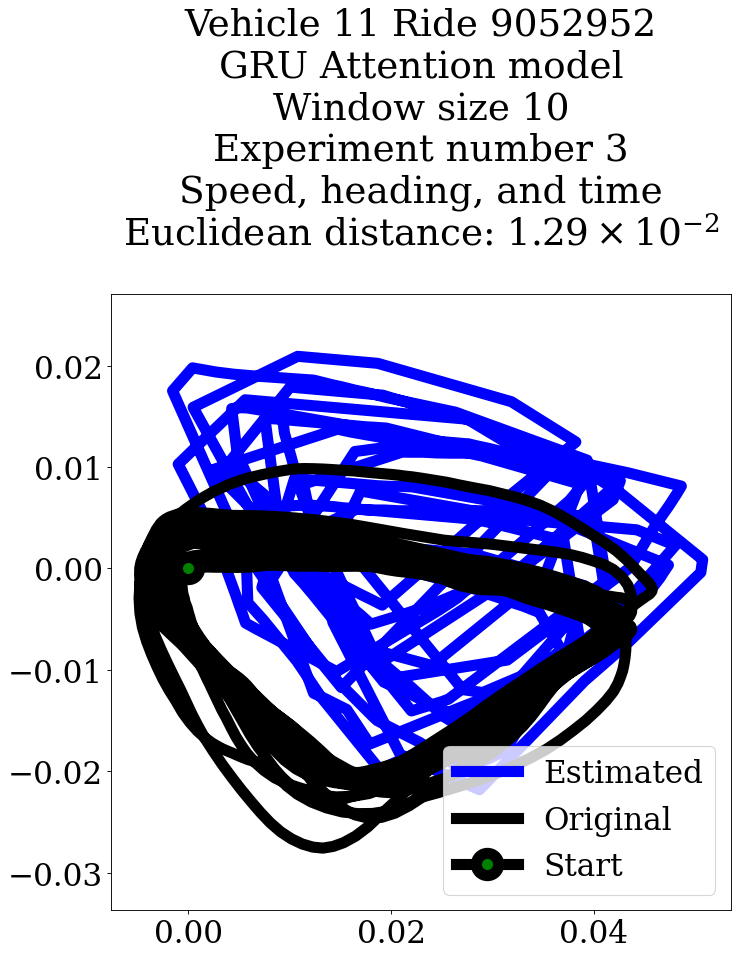 Vehicle 11 Ride 9052952
GRU Attention model
Window size 10
Experiment number 3
Speed, heading, and time
Euclidean distance: 1.29 × 10⁻²
0.02
0.01
0.00
−0.01
−0.02
−0.03
0.00 0.02 0.04
Estimated
Original
Start